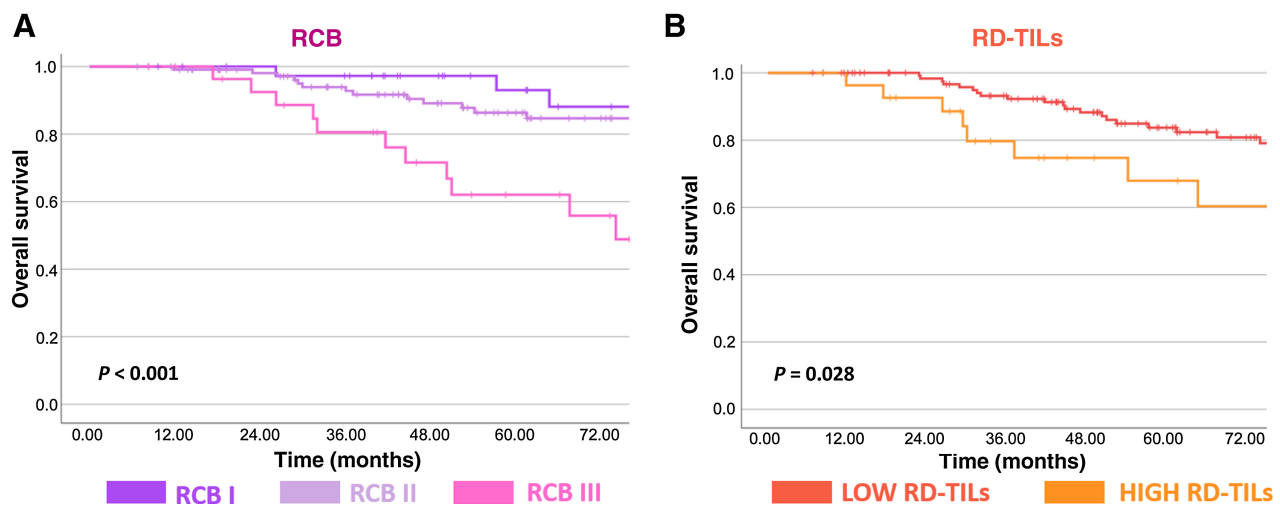 A
RCB
Overall survival
1.0
0.8
0.6
0.4
0.2
0.0
P < 0.001
0.00 12.00 24.00 36.00 48.00 60.00 72.00
Time (months)
RCB I RCB II RCB III
B
RD-TILs
Overall survival
1.0
0.8
0.6
0.4
0.2
0.0
P = 0.028
0.00 12.00 24.00 36.00 48.00 60.00 72.00
Time (months)
LOW RD-TILs HIGH RD-TILs